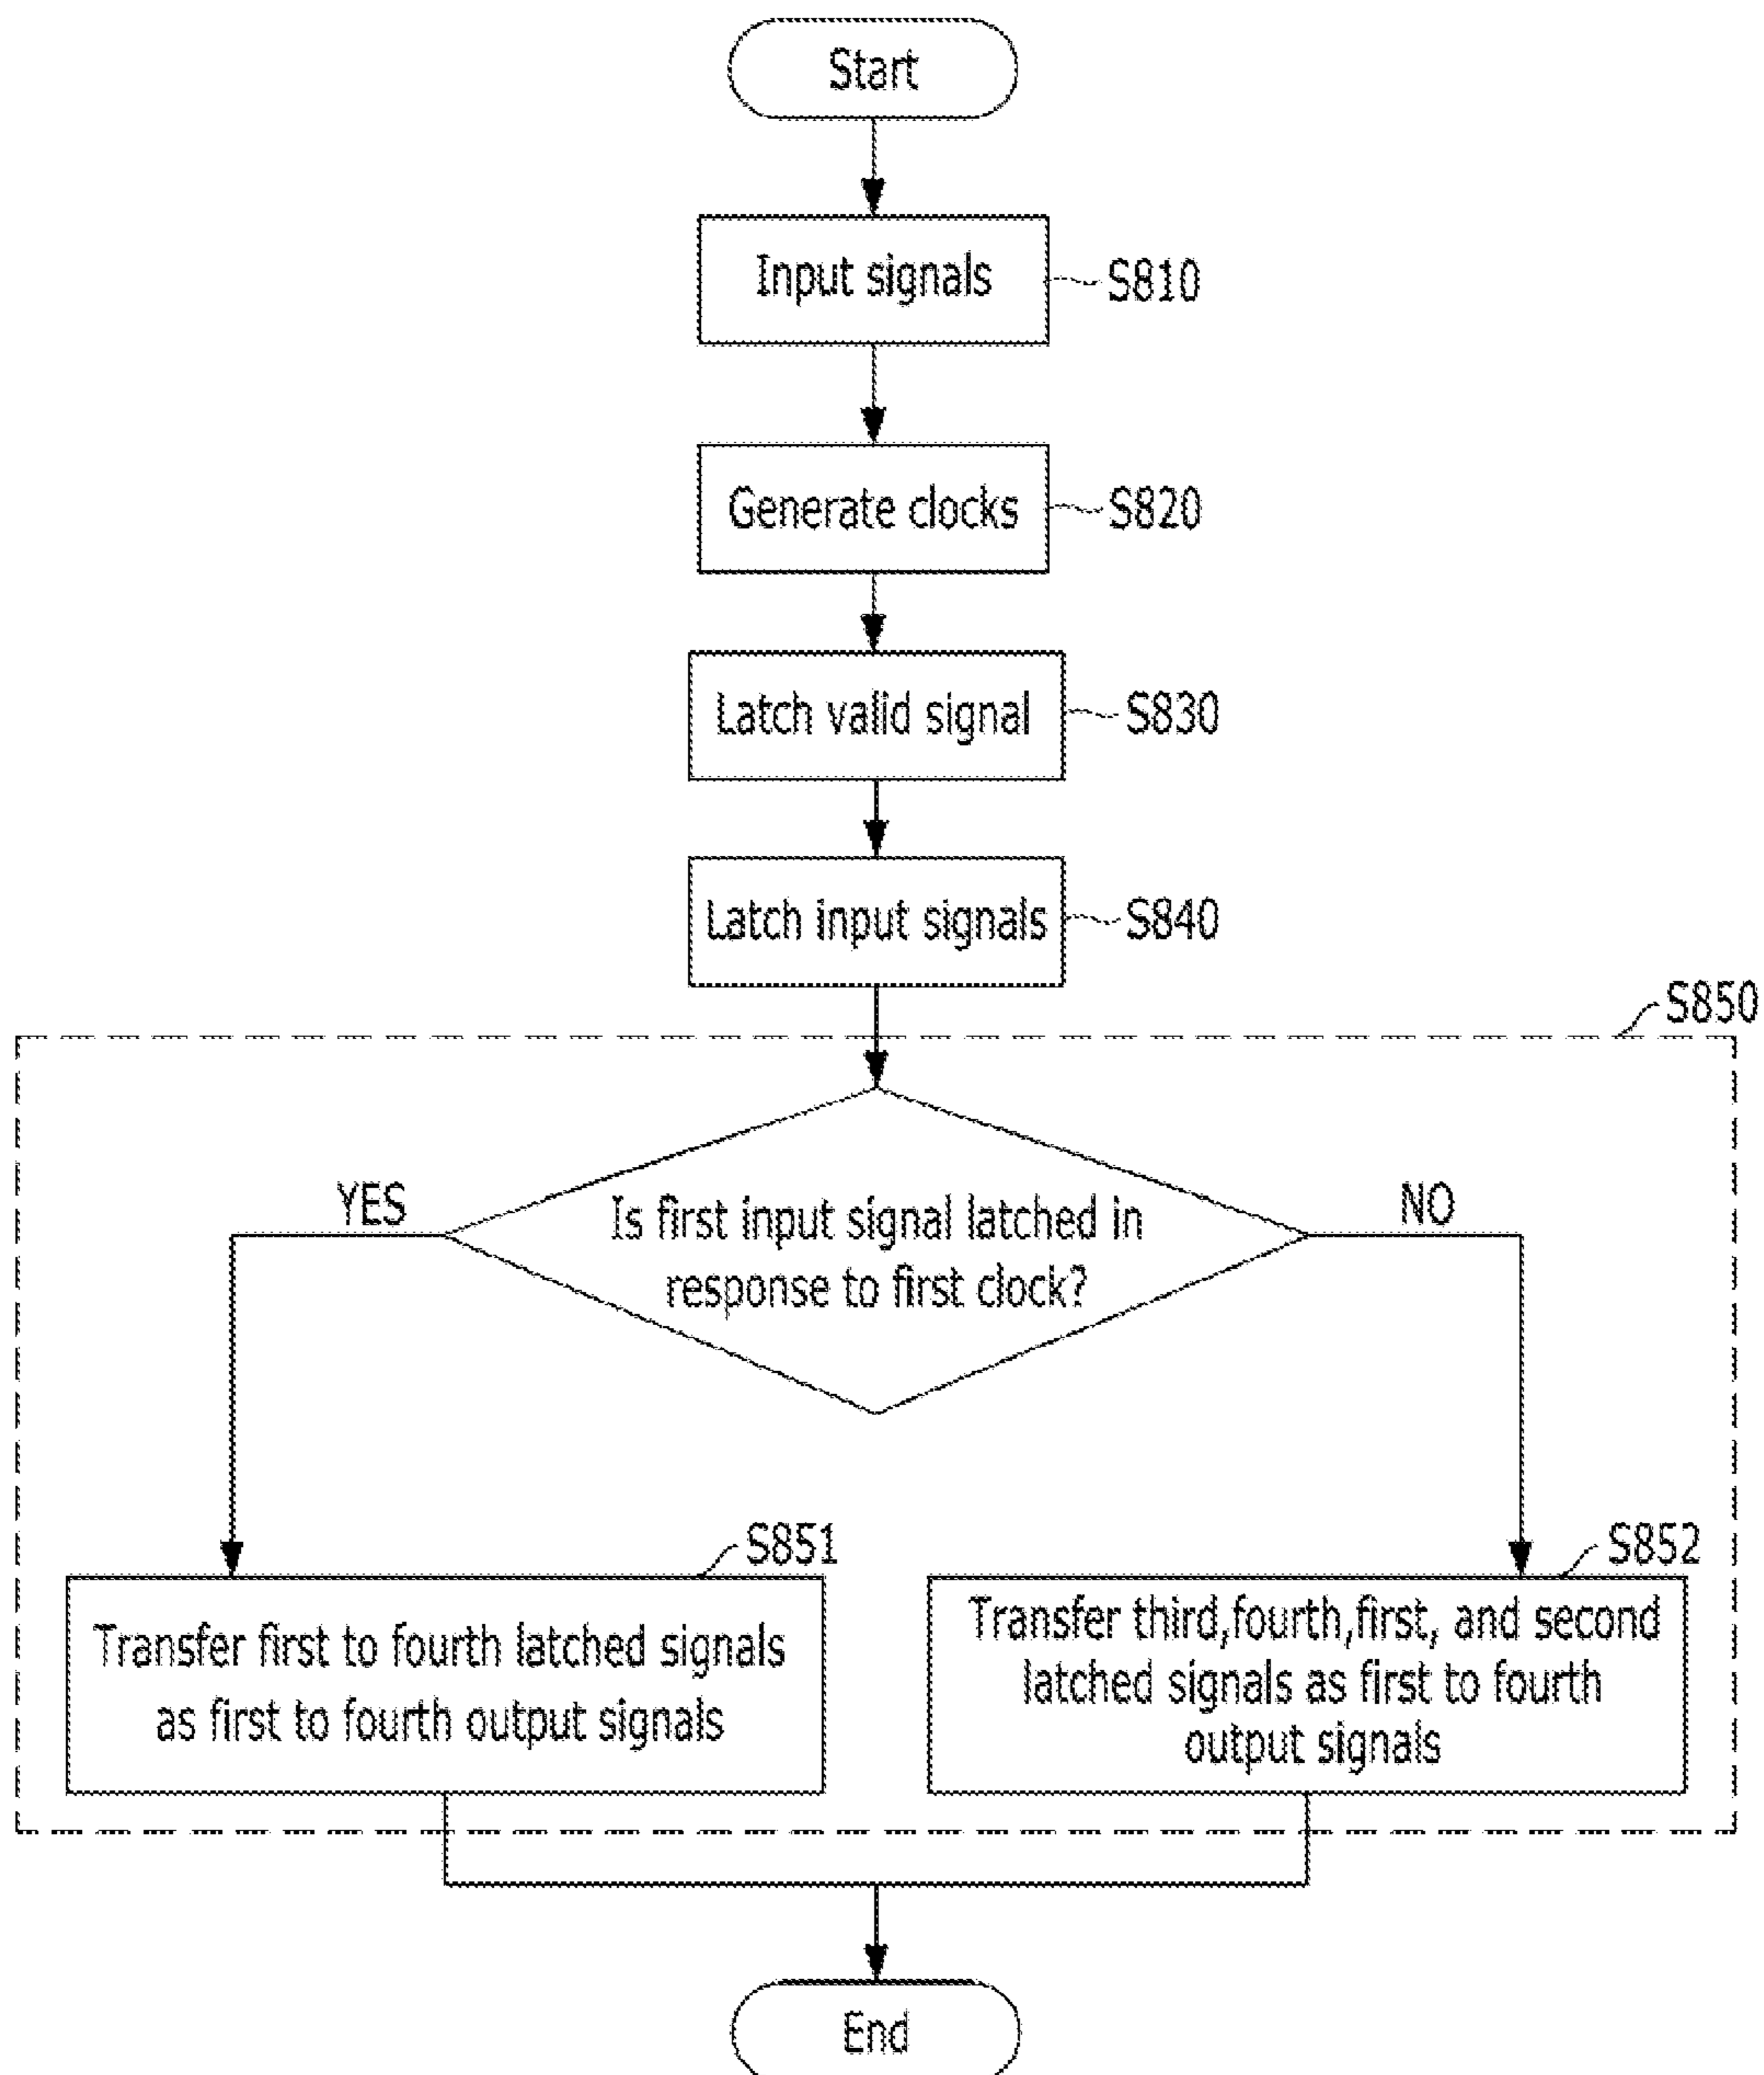 Start
Input signals
S810
Generate clocks
S820
Latch valid signal
S830
Latch input signals
S840
S850
YES
NO
Is first input signal latched in
response to first clock?
S851
S852
Transfer first to fourth latched signals
as first to fourth output signals
Transfer third,fourth,first, and second
latched signals as first to fourth
output signals
End